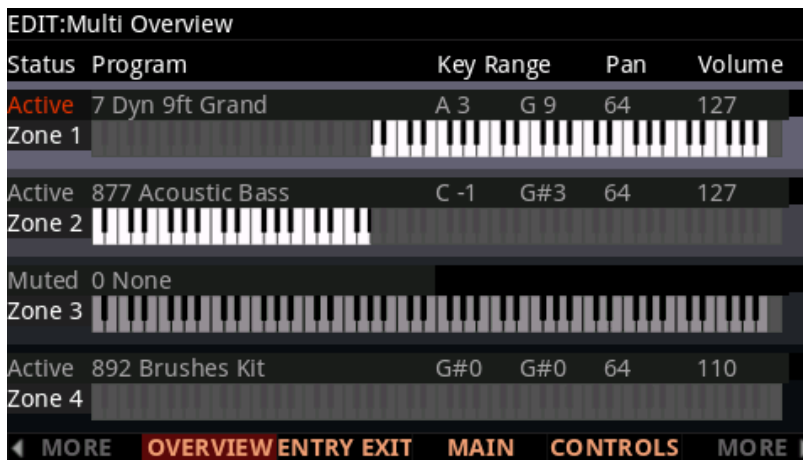 EDIT:Multi Overview
Status Program Key Range Pan Volume
Active 7 Dyn 9ft Grand A 3 G 9 64 127
Zone 1
Active 877 Acoustic Bass C -1 G#3 64 127
Zone 2
Muted 0 None
Zone 3
Active 892 Brushes Kit G#0 G#0 64 110
Zone 4
MORE OVERVIEW ENTRY EXIT MAIN CONTROLS MORE